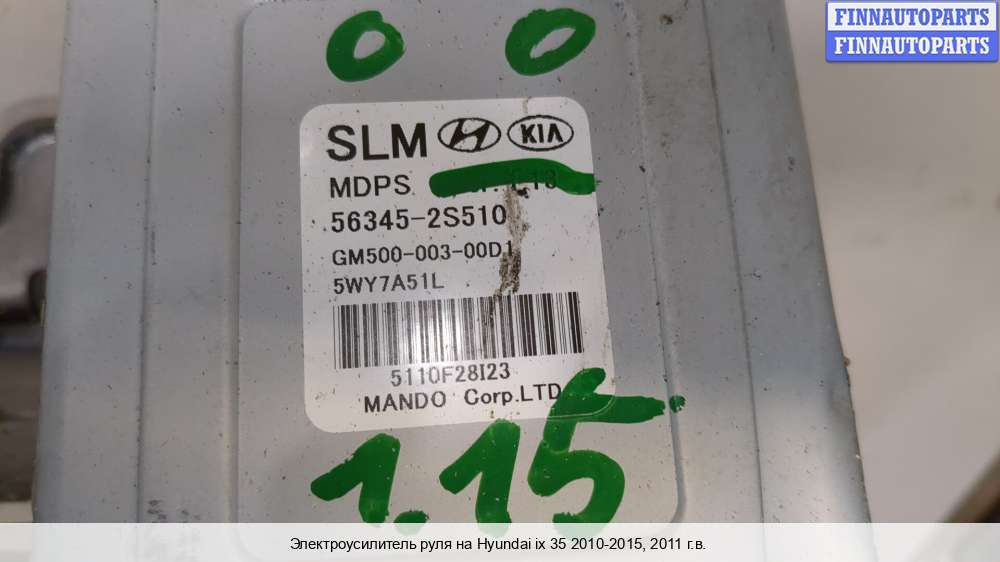 FINNAUTOPARTS
FINNAUTOPARTS
0 0
SLM KIA
MDPS
56345-2S510
GM500-003-00D1
5WY7A51L
5110F28I23
MANDO Corp.LTD
1.15
Электроусилитель руля на Hyundai ix 35 2010-2015, 2011 г.в.